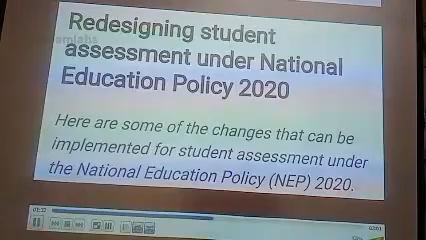 Redesigning student
assessment under National
Education Policy 2020
Here are some of the changes that can be
implemented for student assessment under
the National Education Policy (NEP) 2020.